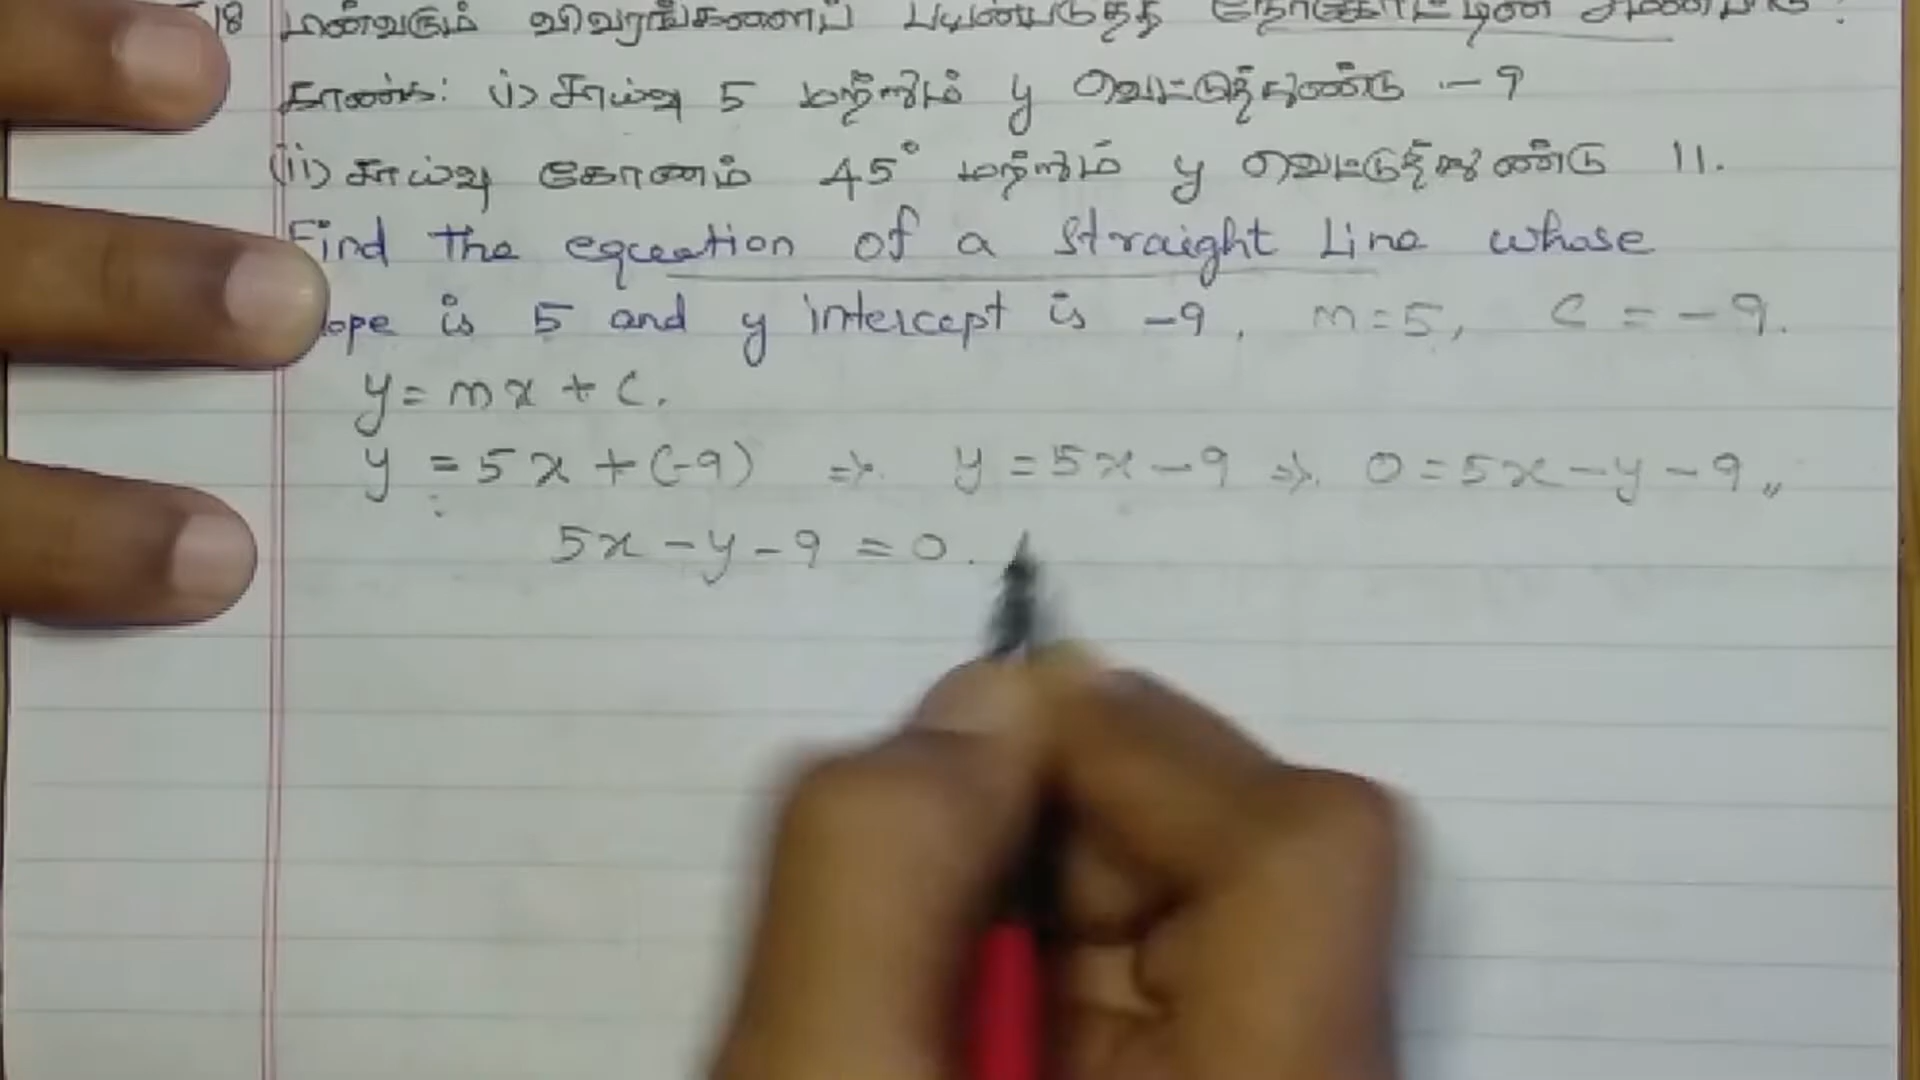 18 பின்வரும் விவரங்களைப் பயன்படுத்தி நேர்கோட்டின் சமன்பாடு
காண்க: i) சாய்வு 5 மற்றும் y வெட்டுத்துண்டு -9
(ii) சாய்வு கோணம் 45° மற்றும் y வெட்டுத்துண்டு 11.
Find the equation of a straight Line whose
lope is 5 and y intercept is -9, m=5, C = -9.
y = mx + c.
y = 5x + (-9) ⇒ y = 5x - 9 ⇒ 0 = 5x - y - 9,,
5x - y - 9 = 0.